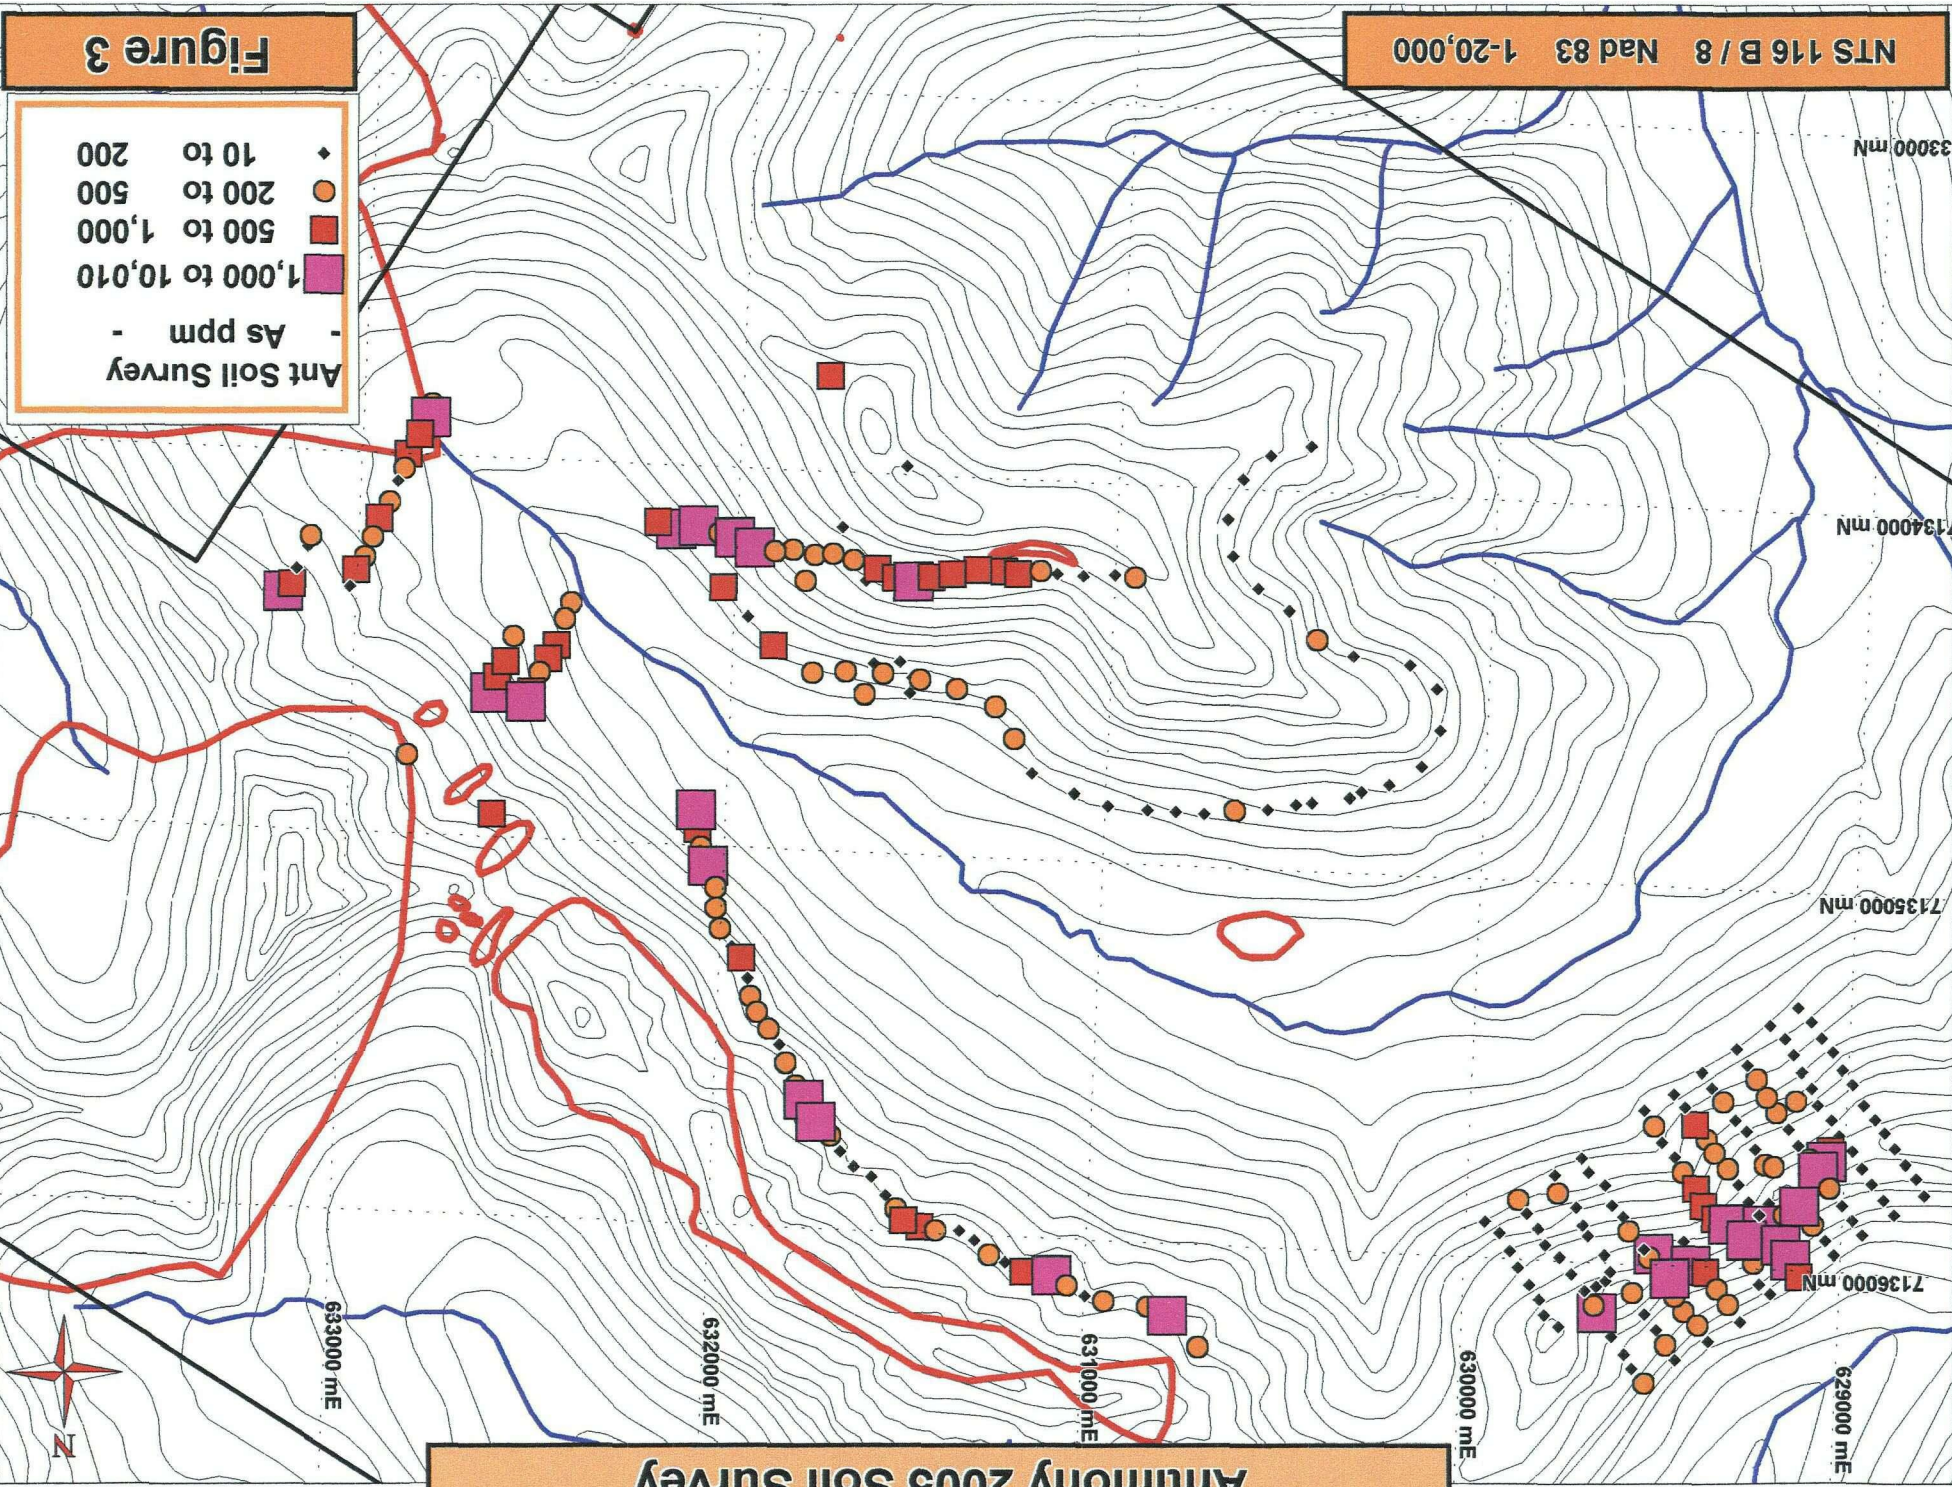 Antimony 2005 Soil Survey
N
629000 mE
630000 mE
631000 mE
632000 mE
633000 mE
7136000 mN
7135000 mN
7134000 mN
33000 mN
Ant Soil Survey
- As ppm -
1,000 to 10,010
500 to 1,000
200 to 500
10 to 200
NTS 116 B / 8 Nad 83 1-20,000
Figure 3